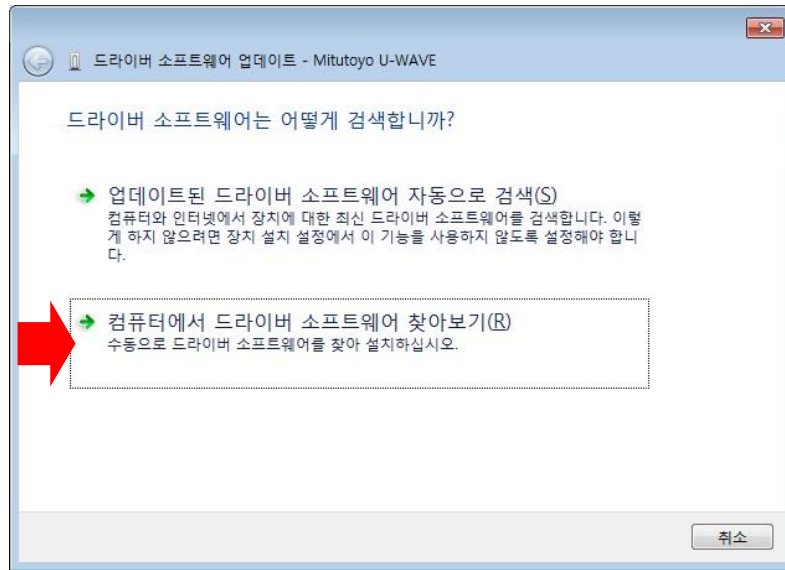 드라이버 소프트웨어 업데이트 - Mitutoyo U-WAVE
드라이버 소프트웨어는 어떻게 검색합니까?
업데이트된 드라이버 소프트웨어 자동으로 검색(S)
컴퓨터와 인터넷에서 장치에 대한 최신 드라이버 소프트웨어를 검색합니다. 이렇
게 하지 않으려면 장치 설치 설정에서 이 기능을 사용하지 않도록 설정해야 합니
다.
컴퓨터에서 드라이버 소프트웨어 찾아보기(R)
수동으로 드라이버 소프트웨어를 찾아 설치하십시오.
취소